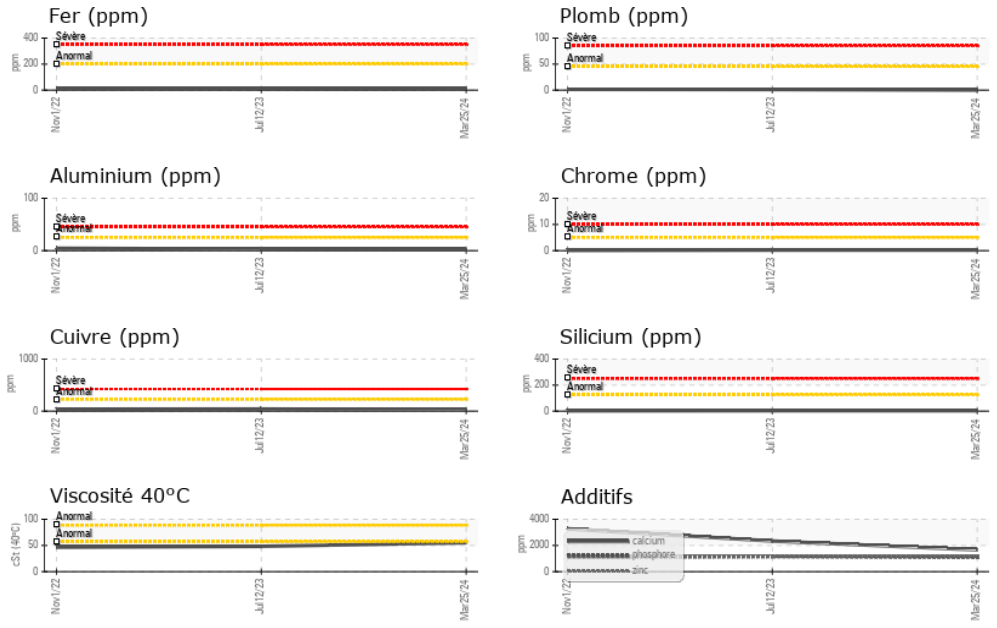 Fer (ppm)
400
200
0
ppm
Sévère
Anormal
Nov1/22
Jul12/23
Mar25/24
Plomb (ppm)
100
50
0
ppm
Sévère
Anormal
Nov1/22
Jul12/23
Mar25/24
Aluminium (ppm)
100
0
ppm
Sévère
Anormal
Nov1/22
Jul12/23
Mar25/24
Chrome (ppm)
20
10
0
ppm
Sévère
Anormal
Nov1/22
Jul12/23
Mar25/24
Cuivre (ppm)
1000
0
ppm
Sévère
Anormal
Nov1/22
Jul12/23
Mar25/24
Silicium (ppm)
400
200
0
ppm
Sévère
Anormal
Nov1/22
Jul12/23
Mar25/24
Viscosité 40°C
100
50
0
cSt (40°C)
Anormal
Anormal
Nov1/22
Jul12/23
Mar25/24
Additifs
4000
2000
0
ppm
calcium
phosphore
zinc
Nov1/22
Jul12/23
Mar25/24